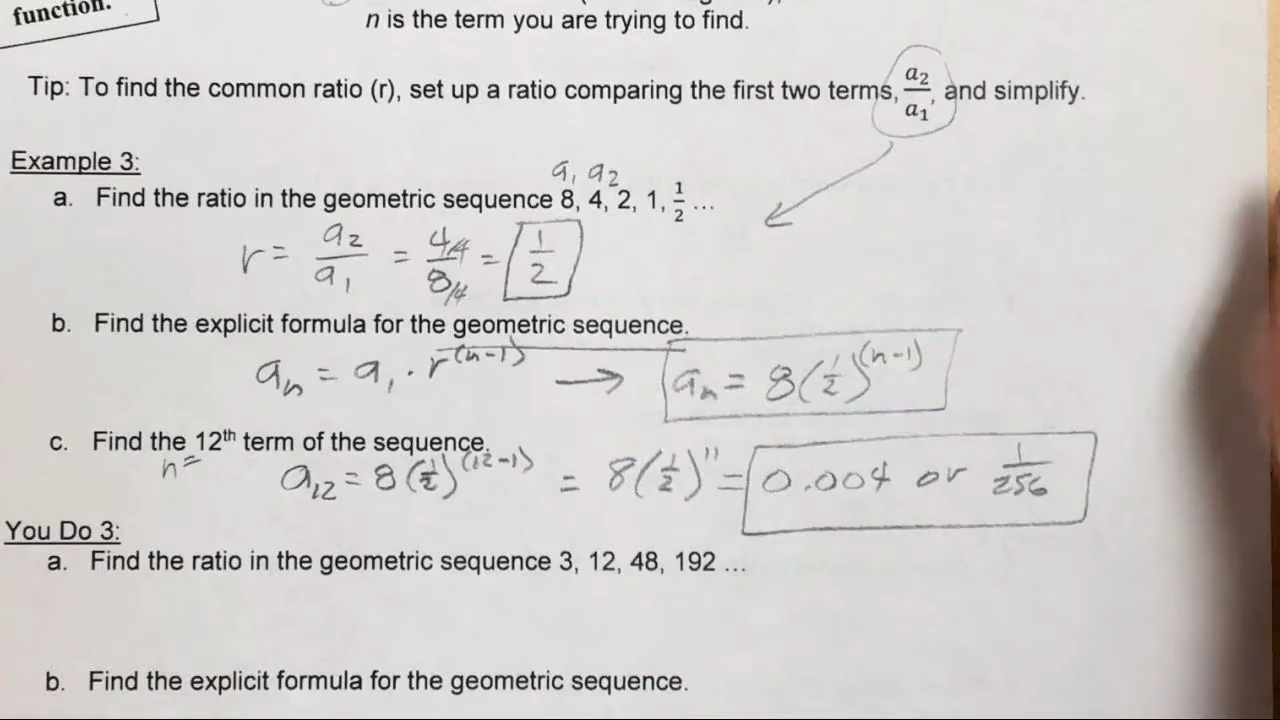 function.
n is the term you are trying to find.
Tip: To find the common ratio (r), set up a ratio comparing the first two terms, a₂/a₁, and simplify.
Example 3:
a₁ a₂
a. Find the ratio in the geometric sequence 8, 4, 2, 1, 1/2 ...
r = a₂/a₁ = 4/4 / 8/4 = 1/2
b. Find the explicit formula for the geometric sequence.
aₙ = a₁ · r^(n-1) → aₙ = 8(1/2)^(n-1)
c. Find the 12th term of the sequence.
n=
a₁₂ = 8(1/2)^(12-1) = 8(1/2)^11 = 0.004 or 1/256
You Do 3:
a. Find the ratio in the geometric sequence 3, 12, 48, 192 ...
b. Find the explicit formula for the geometric sequence.